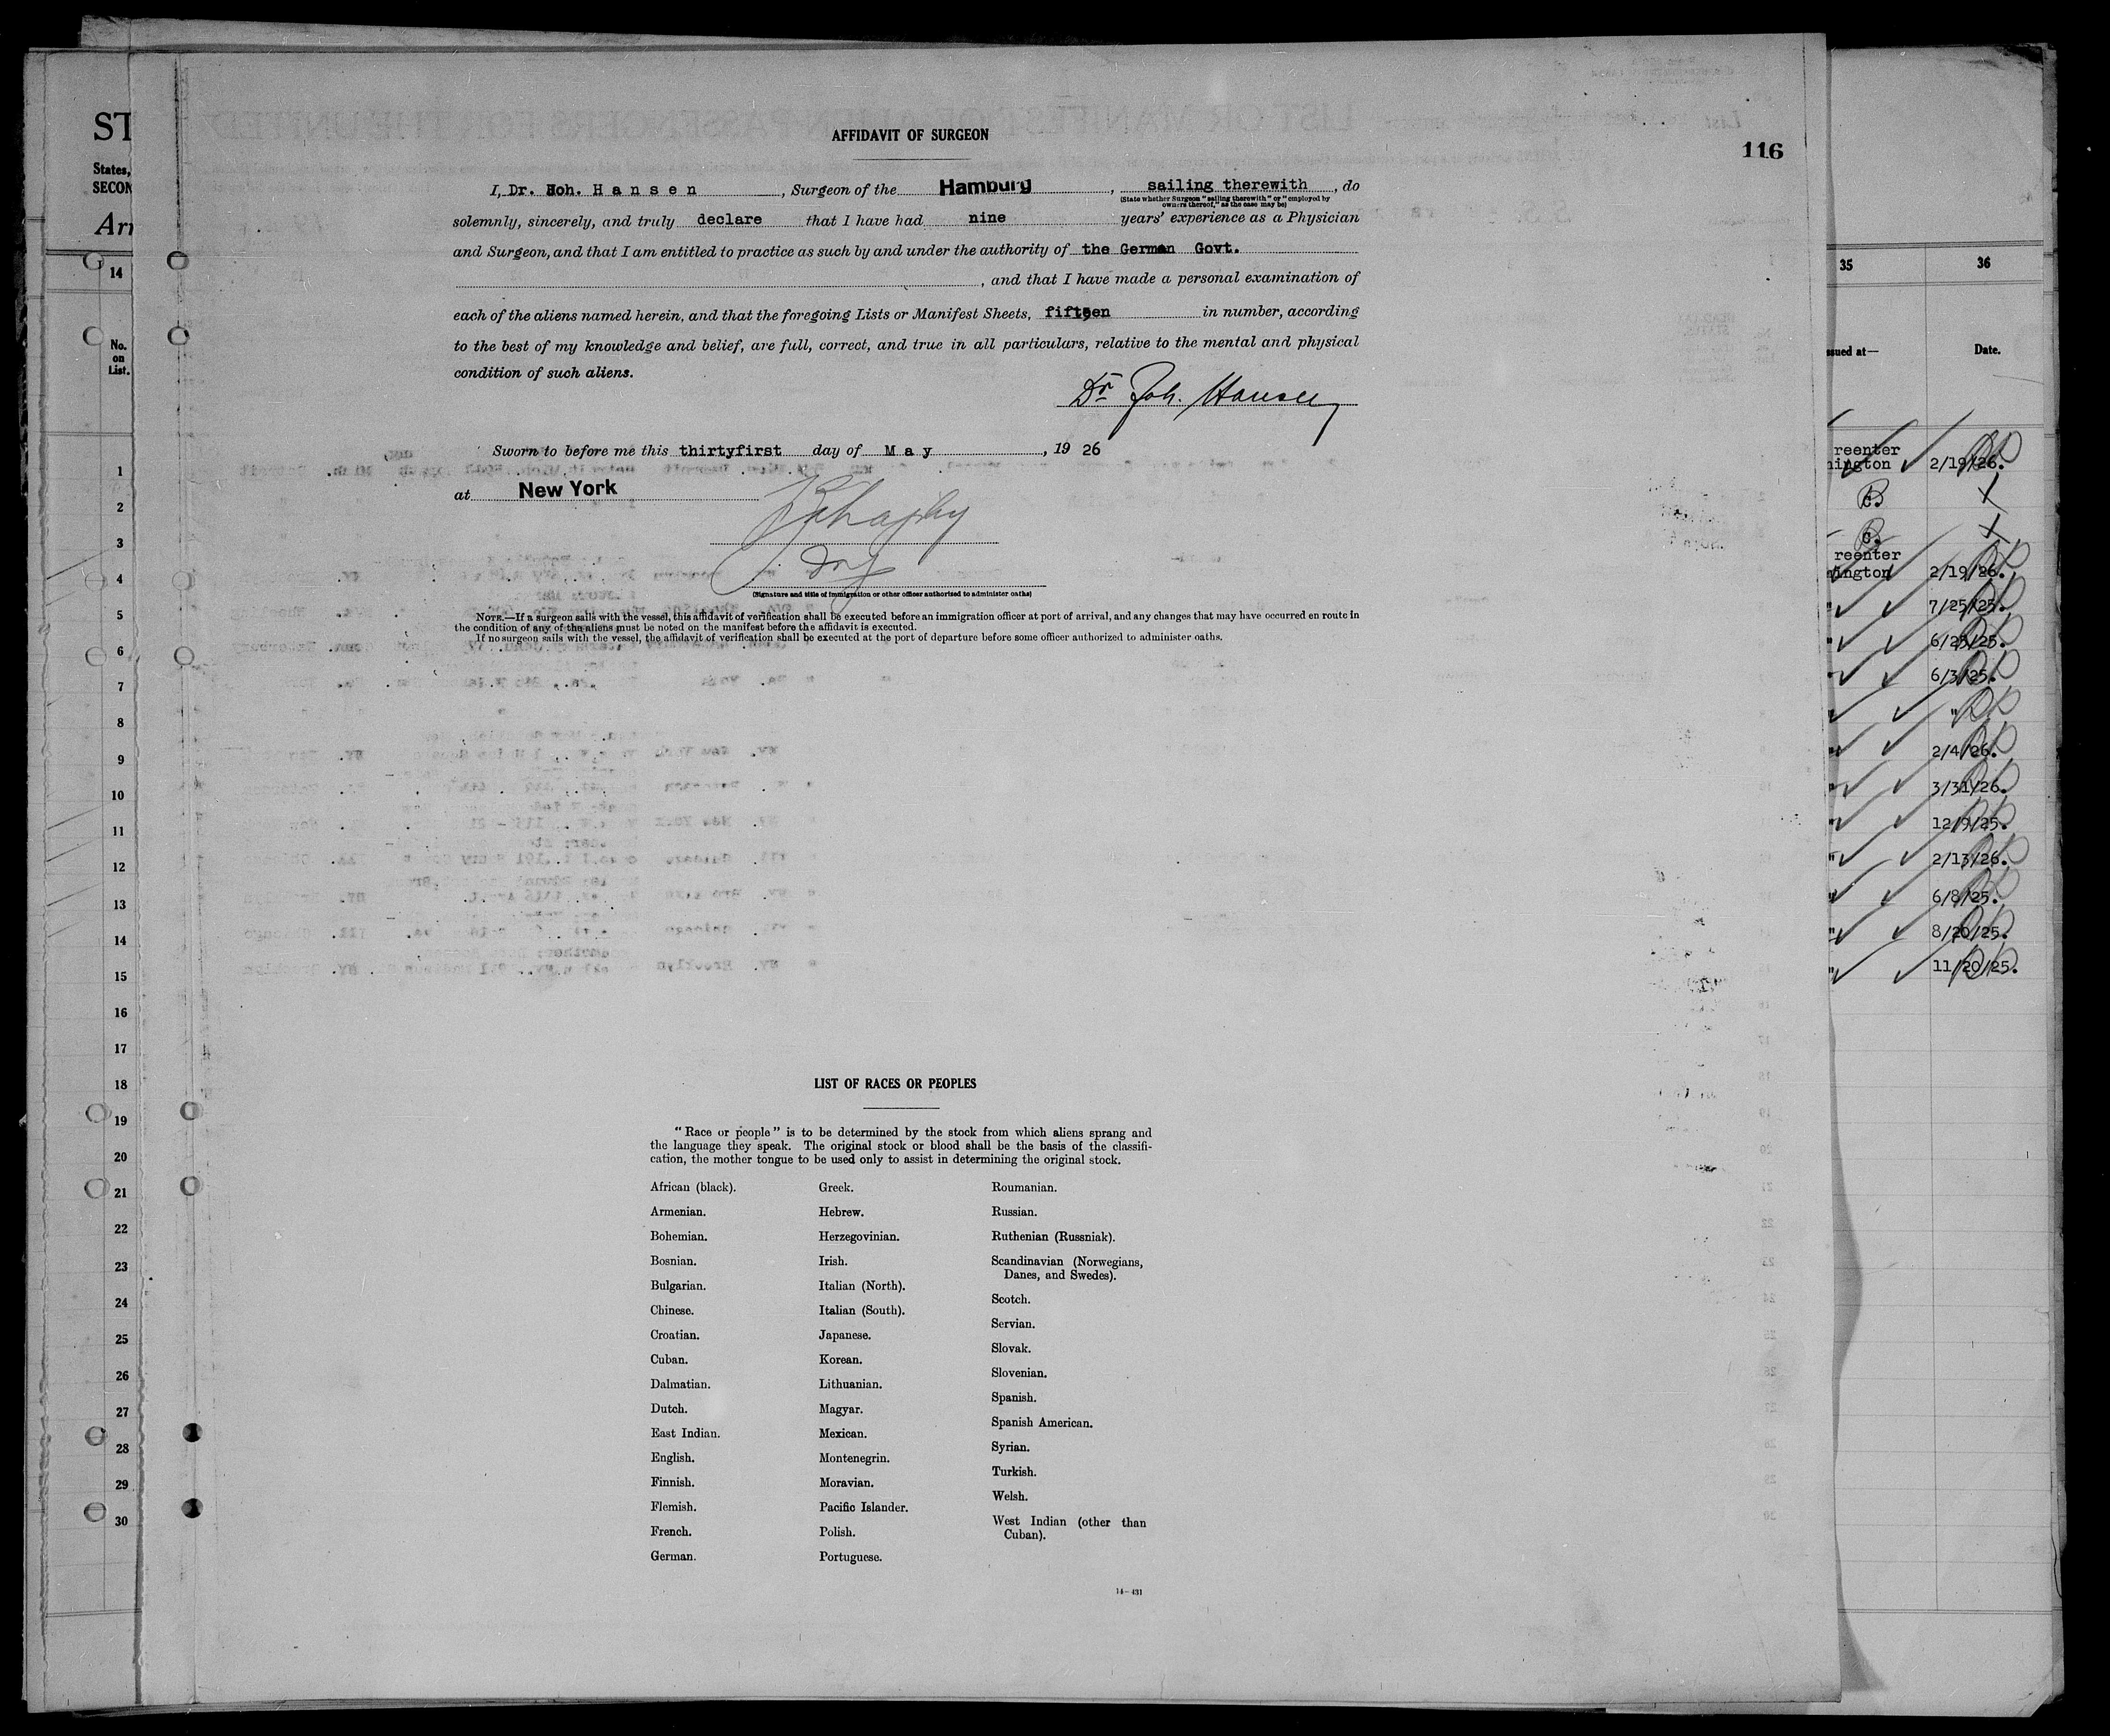 AFFIDAVIT OF SURGEON
116
I, Dr. Joh. Hansen, Surgeon of the Hamburg, sailing therewith, do
(State whether Surgeon "sailing therewith" or "employed by
owners thereof," as the case may be)
solemnly, sincerely, and truly declare that I have had nine years' experience as a Physician
and Surgeon, and that I am entitled to practice as such by and under the authority of the German Govt.
, and that I have made a personal examination of
each of the aliens named herein, and that the foregoing Lists or Manifest Sheets, fifteen in number, according
to the best of my knowledge and belief, are full, correct, and true in all particulars, relative to the mental and physical
condition of such aliens.
Dr Joh. Hansen
Sworn to before me this thirtyfirst day of May, 19 26
at New York
(Signature and title of immigration or other officer authorized to administer oaths)
NOTE.—If a surgeon sails with the vessel, this affidavit of verification shall be executed before an immigration officer at port of arrival, and any changes that may have occurred en route in
the condition of any of the aliens must be noted on the manifest before the affidavit is executed.
If no surgeon sails with the vessel, the affidavit of verification shall be executed at the port of departure before some officer authorized to administer oaths.
LIST OF RACES OR PEOPLES
"Race or people" is to be determined by the stock from which aliens sprang and
the language they speak. The original stock or blood shall be the basis of the classifi-
cation, the mother tongue to be used only to assist in determining the original stock.
African (black).
Armenian.
Bohemian.
Bosnian.
Bulgarian.
Chinese.
Croatian.
Cuban.
Dalmatian.
Dutch.
East Indian.
English.
Finnish.
Flemish.
French.
German.
Greek.
Hebrew.
Herzegovinian.
Irish.
Italian (North).
Italian (South).
Japanese.
Korean.
Lithuanian.
Magyar.
Mexican.
Montenegrin.
Moravian.
Pacific Islander.
Polish.
Portuguese.
Roumanian.
Russian.
Ruthenian (Russniak).
Scandinavian (Norwegians,
Danes, and Swedes).
Scotch.
Servian.
Slovak.
Slovenian.
Spanish.
Spanish American.
Syrian.
Turkish.
Welsh.
West Indian (other than
Cuban).
14—431
ST
States,
SECON
Arr
14
No.
on
List.
1
2
3
4
5
6
7
8
9
10
11
12
13
14
15
16
17
18
19
20
21
22
23
24
25
26
27
28
29
30
35
36
ssued at—
Date.
reenter
hington 2/19/26.
reenter
hington 2/19/26.
" 7/25/25.
" 6/25/25.
" 6/3/25.
" "
" 2/4/26.
" 3/31/26.
" 12/9/25.
" 2/13/26.
" 6/8/25.
" 8/20/25.
" 11/20/25.